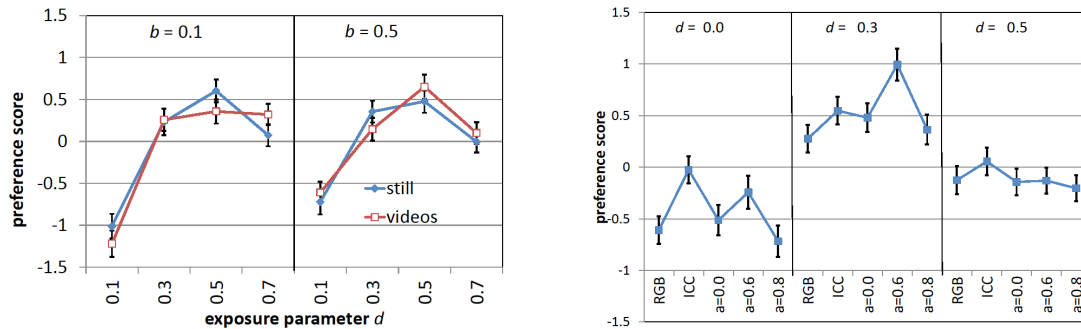 b = 0.1
b = 0.5
1.5
1
0.5
0
-0.5
-1
-1.5
preference score
still
videos
0.1
0.3
0.5
0.7
0.1
0.3
0.5
0.7
exposure parameter d
d = 0.0
d = 0.3
d = 0.5
1.5
1
0.5
0
-0.5
-1
-1.5
preference score
RGB
ICC
a=0.0
a=0.6
a=0.8
RGB
ICC
a=0.0
a=0.6
a=0.8
RGB
ICC
a=0.0
a=0.6
a=0.8